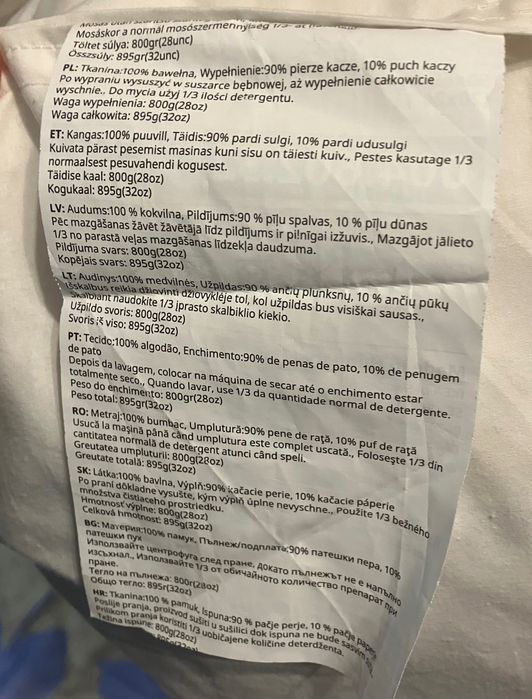 Mosáskor a normál mosószermennyiség 1/3-
Töltet súlya: 800gr(28unc)
Összsúly: 895gr(32unc)
PL: Tkanina:100% bawełna, Wypełnienie:90% pierze kacze, 10% puch kaczy
Po wypraniu wysuszyć w suszarce bębnowej, aż wypełnienie całkowicie
wyschnie., Do mycia użyj 1/3 ilości detergentu.
Waga wypełnienia: 800g(28oz)
Waga całkowita: 895g(32oz)
ET: Kangas:100% puuvill, Täidis:90% pardi sulgi, 10% pardi udusulgi
Kuivata pärast pesemist masinas kuni sisu on täiesti kuiv., Pestes kasutage 1/3
normaalsest pesuvahendi kogusest.
Täidise kaal: 800g(28oz)
Kogukaal: 895g(32oz)
LV: Audums:100 % kokvilna, Pildījums:90 % pīļu spalvas, 10 % pīļu dūnas
Pēc mazgāšanas žāvēt žāvētājā līdz pildījums ir pilnīgai izžuvis., Mazgājot jālieto
1/3 no parastā veļas mazgāšanas līdzekļa daudzuma.
Pildījuma svars: 800g(28oz)
Kopējais svars: 895g(32oz)
LT: Audinys:100% medvilnės, Užpildas:90 % ančių plunksnų, 10 % ančių pūkų
Išskalbus reikia džiovinti džiovyklėje tol, kol užpildas bus visiškai sausas.,
Skalbiant naudokite 1/3 įprasto skalbiklio kiekio.
Užpildo svoris: 800g(28oz)
Svoris iš viso: 895g(32oz)
PT: Tecido:100% algodão, Enchimento:90% de penas de pato, 10% de penugem
de pato
Depois da lavagem, colocar na máquina de secar até o enchimento estar
totalmente seco., Quando lavar, use 1/3 da quantidade normal de detergente.
Peso do enchimento: 800gr(28oz)
Peso total: 895gr(32oz)
RO: Metraj:100% bumbac, Umplutură:90% pene de rață, 10% puf de rață
Usucă la mașină până când umplutura este complet uscată., Folosește 1/3 din
cantitatea normală de detergent atunci când speli.
Greutatea umpluturii: 800g(28oz)
Greutate totală: 895g(32oz)
SK: Látka:100% bavlna, Výplň:90% kačacie perie, 10% kačacie páperie
Po praní dôkladne vysušte, kým výplň úplne nevyschne., Použite 1/3 bežného
množstva čistiaceho prostriedku.
Hmotnosť výplne: 800g(28oz)
Celková hmotnosť: 895g(32oz)
BG: Материя:100% памук, Пълнеж/подплата:90% патешки пера, 10%
патешки пух
Използвайте центрофуга след пране, докато пълнежът не е напълно
изсъхнал., Използвайте 1/3 от обичайното количество препарат при
пране.
Тегло на пълнежа: 800г(28oz)
Общо тегло: 895г(32oz)
HR: Tkanina:100 % pamuk, Ispuna:90 % pačje perje, 10 % pačje
Poslije pranja, proizvod sušiti u sušilici dok ispuna ne bude sasvim
Prilikom pranja koristiti 1/3 uobičajene količine deterdženta.
Težina ispune: 800g(28oz)